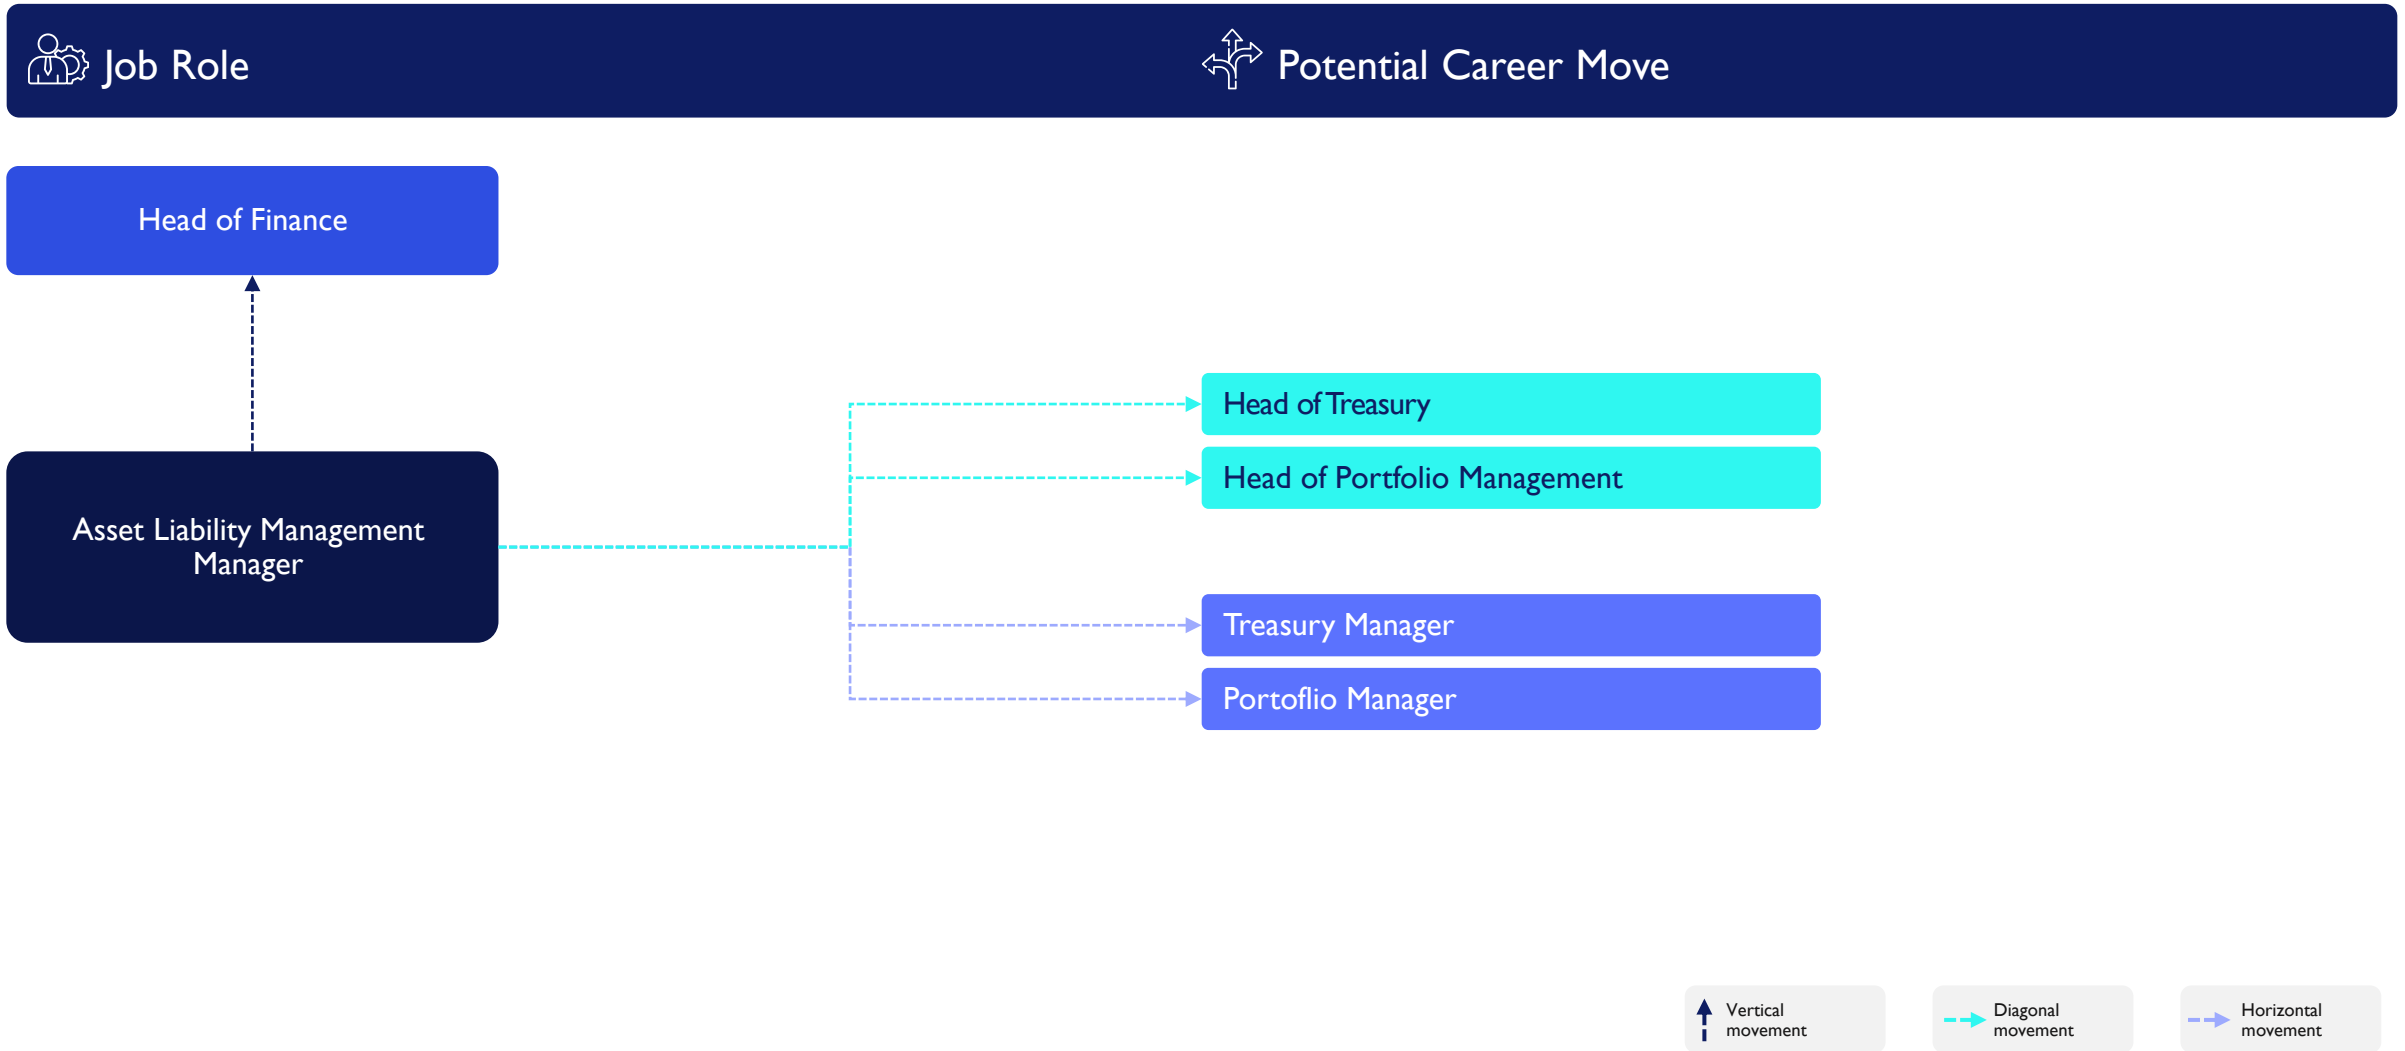 Job Role
Potential Career Move
Head of Finance
Head of Treasury
Head of Portfolio Management
Asset Liability Management
Manager
Treasury Manager
Portoflio Manager
Vertical
movement
Diagonal
movement
Horizontal
movement